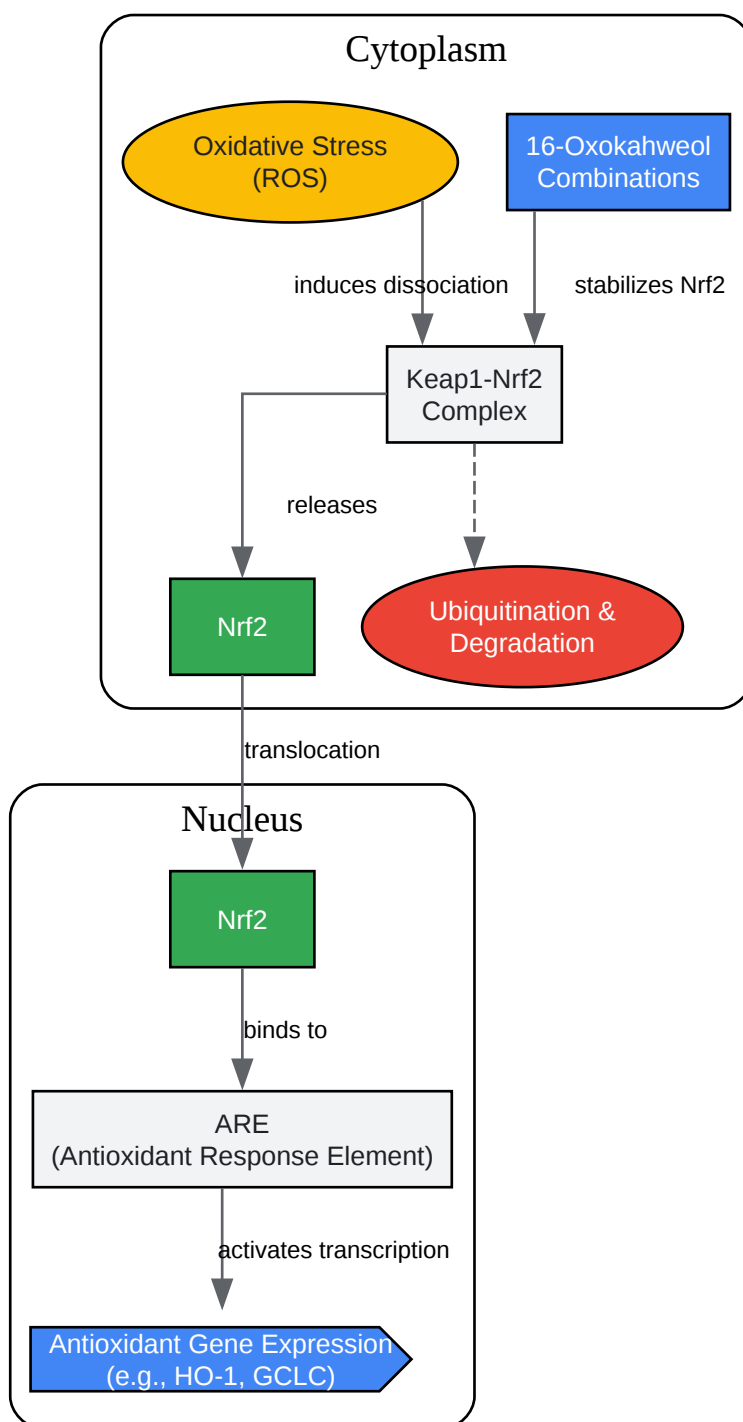 Cytoplasm
Oxidative Stress
(ROS)
16-Oxokahweol
Combinations
induces dissociation
stabilizes Nrf2
Keap1-Nrf2
Complex
releases
Nrf2
Ubiquitination &
Degradation
translocation
Nucleus
Nrf2
binds to
ARE
(Antioxidant Response Element)
activates transcription
Antioxidant Gene Expression
(e.g., HO-1, GCLC)